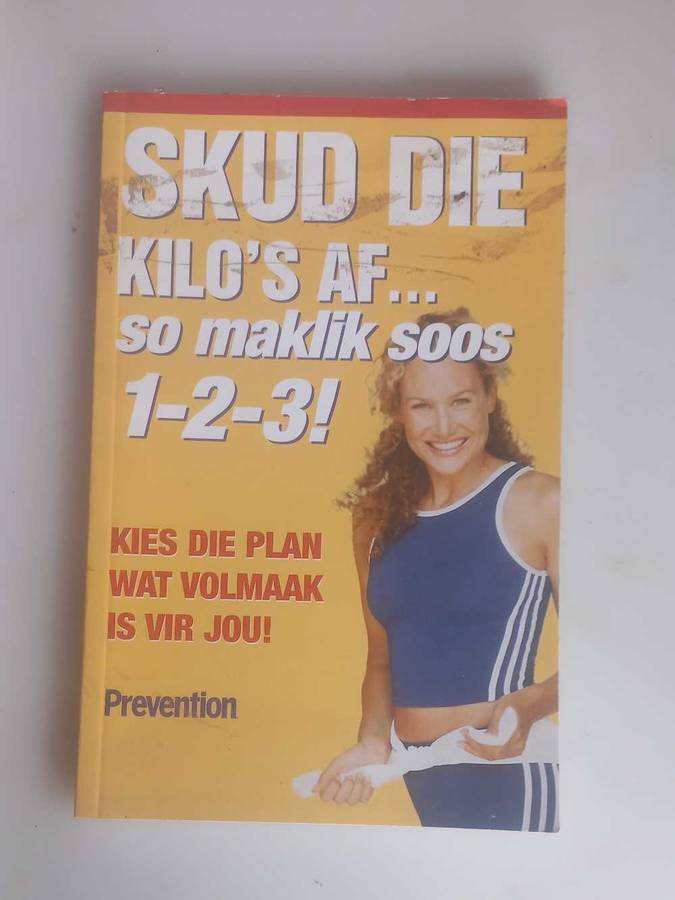 SKUD DIE
KILO'S AF...
so maklik soos
1-2-3!
KIES DIE PLAN
WAT VOLMAAK
IS VIR JOU!
Prevention